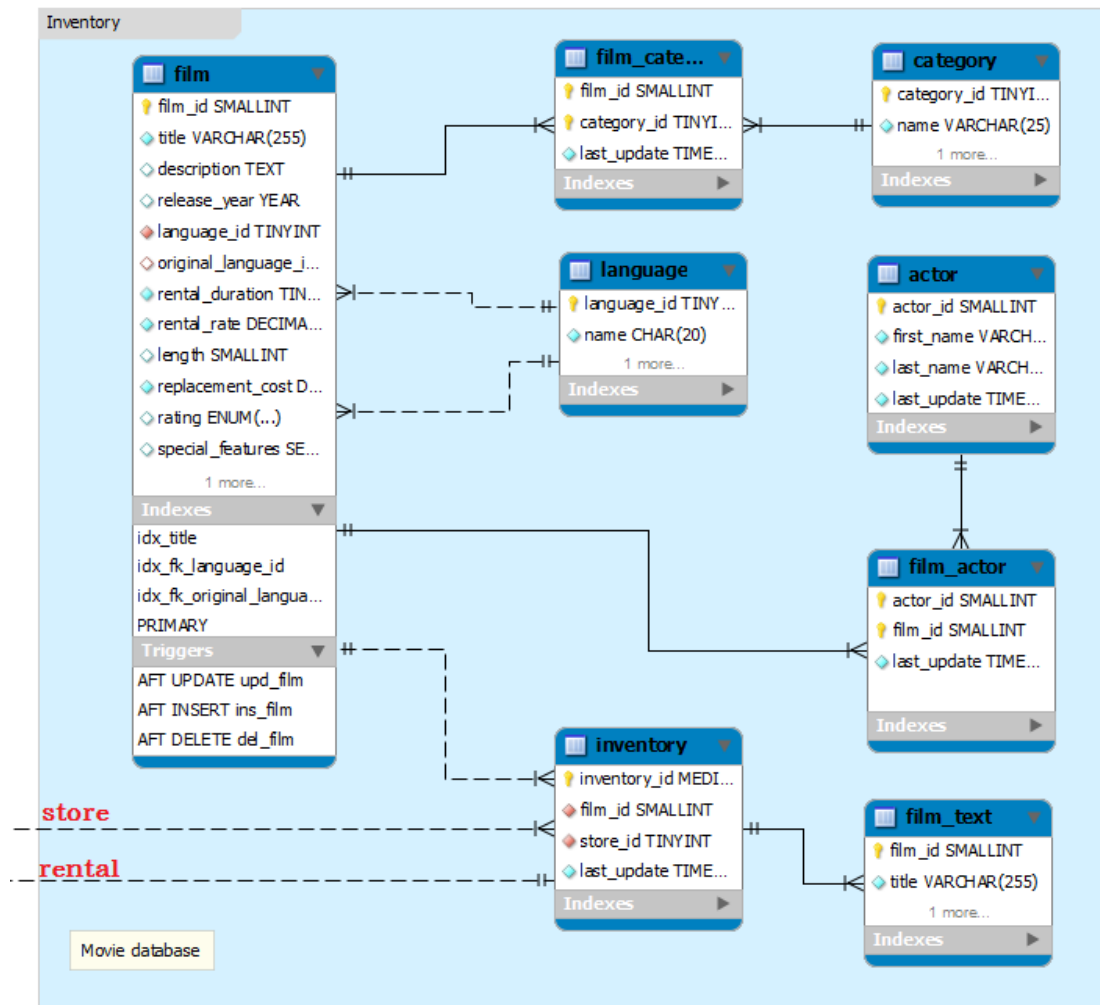 Inventory
film
film_id SMALLINT
title VARCHAR(255)
description TEXT
release_year YEAR
language_id TINYINT
original_language_i...
rental_duration TIN...
rental_rate DECIMA...
length SMALLINT
replacement_cost D...
rating ENUM(...)
special_features SE...
1 more...
Indexes
idx_title
idx_fk_language_id
idx_fk_original_langua...
PRIMARY
Triggers
AFT UPDATE upd_film
AFT INSERT ins_film
AFT DELETE del_film
film_cate...
film_id SMALLINT
category_id TINYI...
last_update TIME...
Indexes
category
category_id TINYI...
name VARCHAR(25)
1 more...
Indexes
language
language_id TINY...
name CHAR(20)
1 more...
Indexes
actor
actor_id SMALLINT
first_name VARCH...
last_name VARCH...
last_update TIME...
Indexes
film_actor
actor_id SMALLINT
film_id SMALLINT
last_update TIME...
Indexes
inventory
inventory_id MEDI...
film_id SMALLINT
store_id TINYINT
last_update TIME...
Indexes
film_text
film_id SMALLINT
title VARCHAR(255)
1 more...
Indexes
store
rental
Movie database